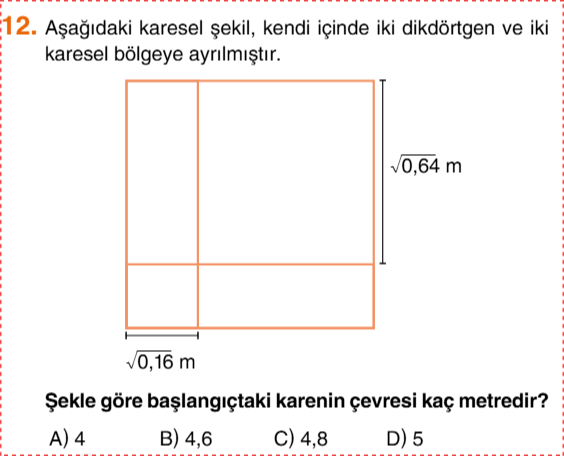 12. Aşağıdaki karesel şekil, kendi içinde iki dikdörtgen ve iki
karesel bölgeye ayrılmıştır.
√0,64 m
√0,16 m
Şekle göre başlangıçtaki karenin çevresi kaç metredir?
A) 4 B) 4,6 C) 4,8 D) 5